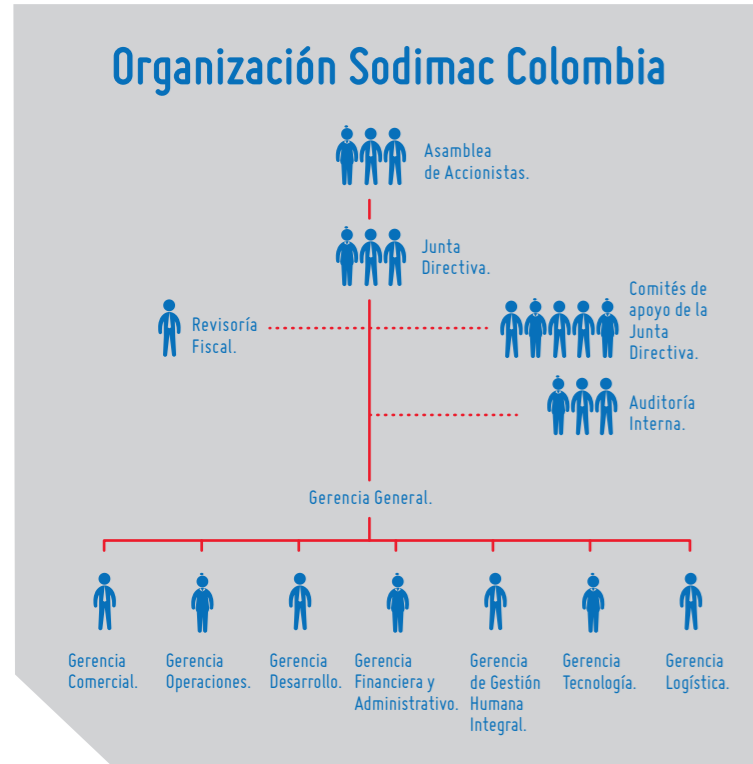 Organización Sodimac Colombia
Asamblea
de Accionistas.
Junta
Directiva.
Revisoría
Fiscal.
Comités de
apoyo de la
Junta
Directiva.
Auditoría
Interna.
Gerencia General.
Gerencia
Comercial.
Gerencia
Operaciones.
Gerencia
Desarrollo.
Gerencia
Financiera y
Administrativo.
Gerencia
de Gestión
Humana
Integral.
Gerencia
Tecnología.
Gerencia
Logística.